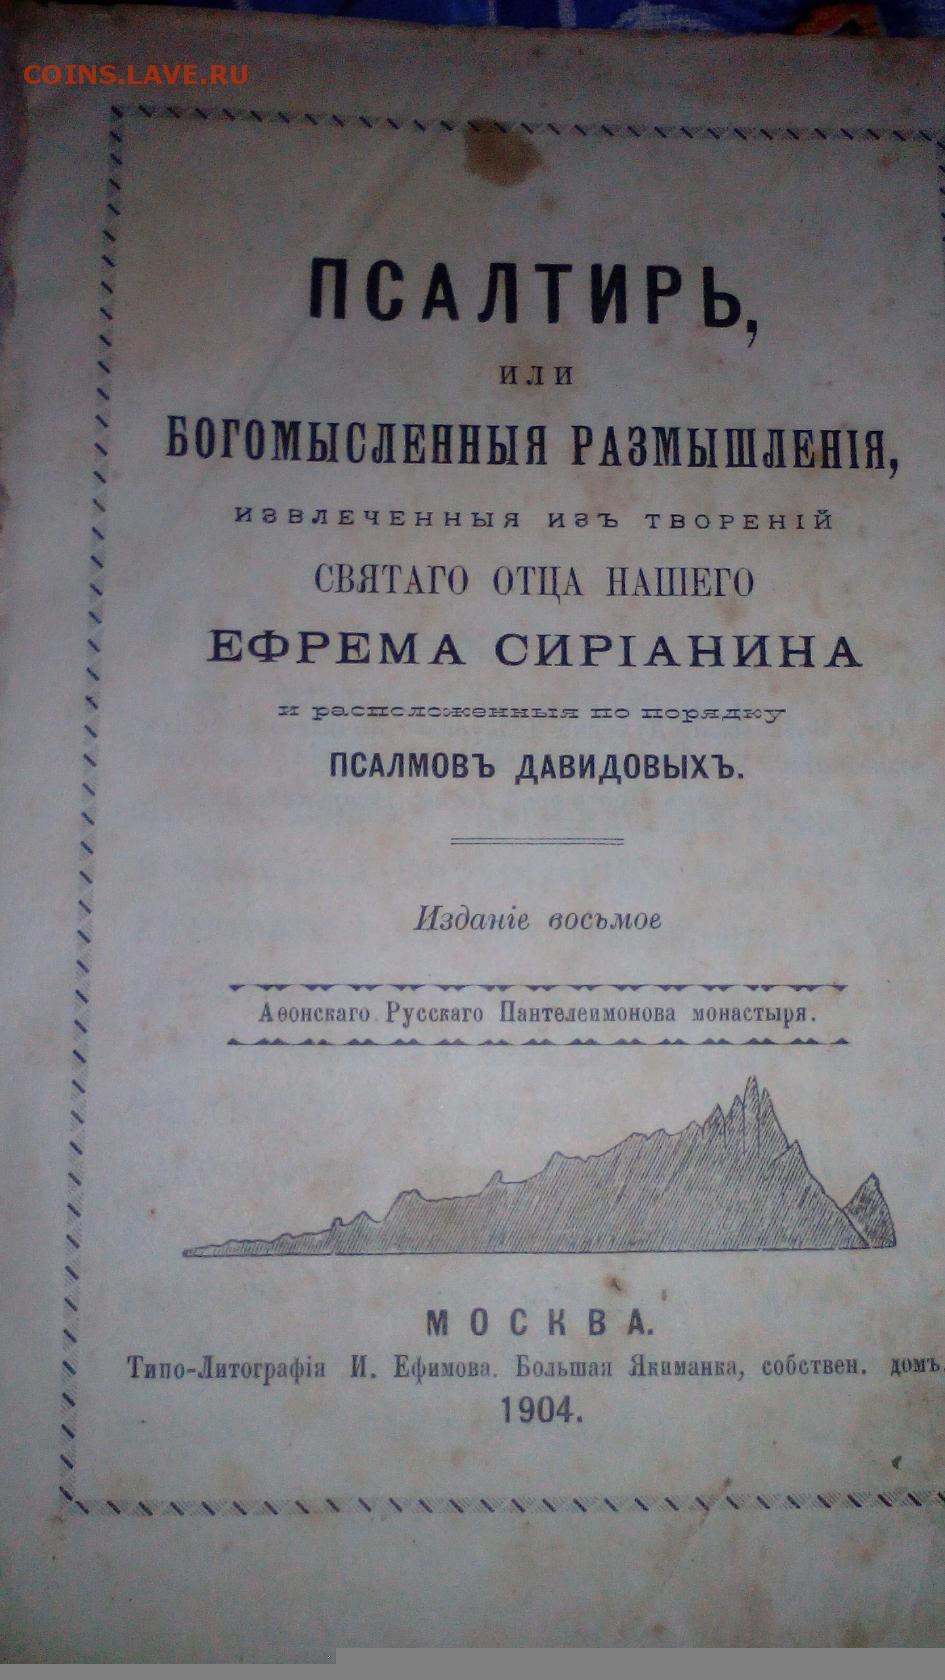 COINS.LAVE.RU
ПСАЛТИРЬ,
ИЛИ
БОГОМЫСЛЕННЫЯ РАЗМЫШЛЕНІЯ,
ИЗВЛЕЧЕННЫЯ ИЗЪ ТВОРЕНІЙ
СВЯТАГО ОТЦА НАШЕГО
ЕФРЕМА СИРІАНИНА
и расположенныя по порядку
ПСАЛМОВЪ ДАВИДОВЫХЪ.
Изданіе восьмое
Аѳонскаго Русскаго Пантелеимонова монастыря.
МОСКВА.
Типо-Литографія И. Ефимова. Большая Якиманка, собствен. домъ.
1904.